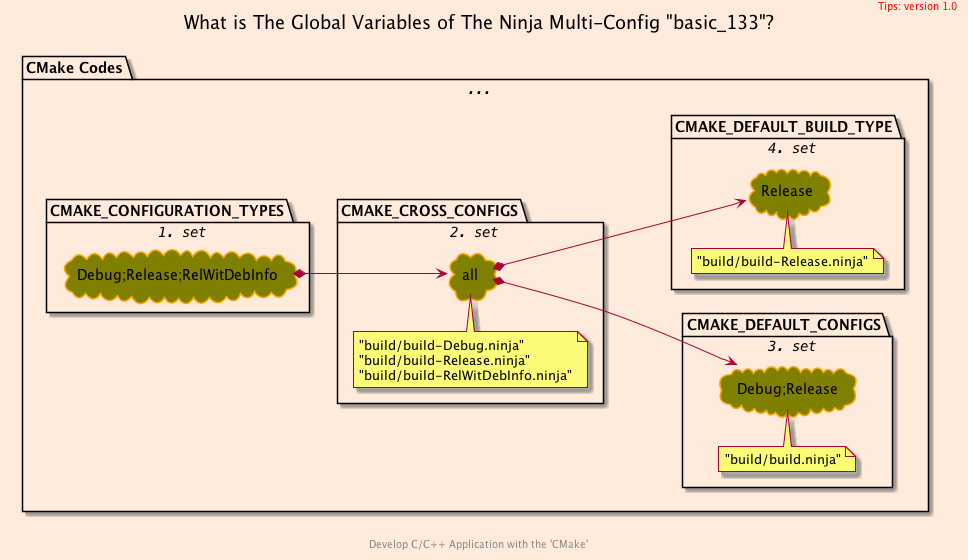 Tips: version 1.0
What is The Global Variables of The Ninja Multi-Config "basic_133"?
CMake Codes
...
CMAKE_CONFIGURATION_TYPES
1. set
Debug;Release;RelWitDebInfo
CMAKE_CROSS_CONFIGS
2. set
all
"build/build-Debug.ninja"
"build/build-Release.ninja"
"build/build-RelWitDebInfo.ninja"
CMAKE_DEFAULT_BUILD_TYPE
4. set
Release
"build/build-Release.ninja"
CMAKE_DEFAULT_CONFIGS
3. set
Debug;Release
"build/build.ninja"
Develop C/C++ Application with the 'CMake'